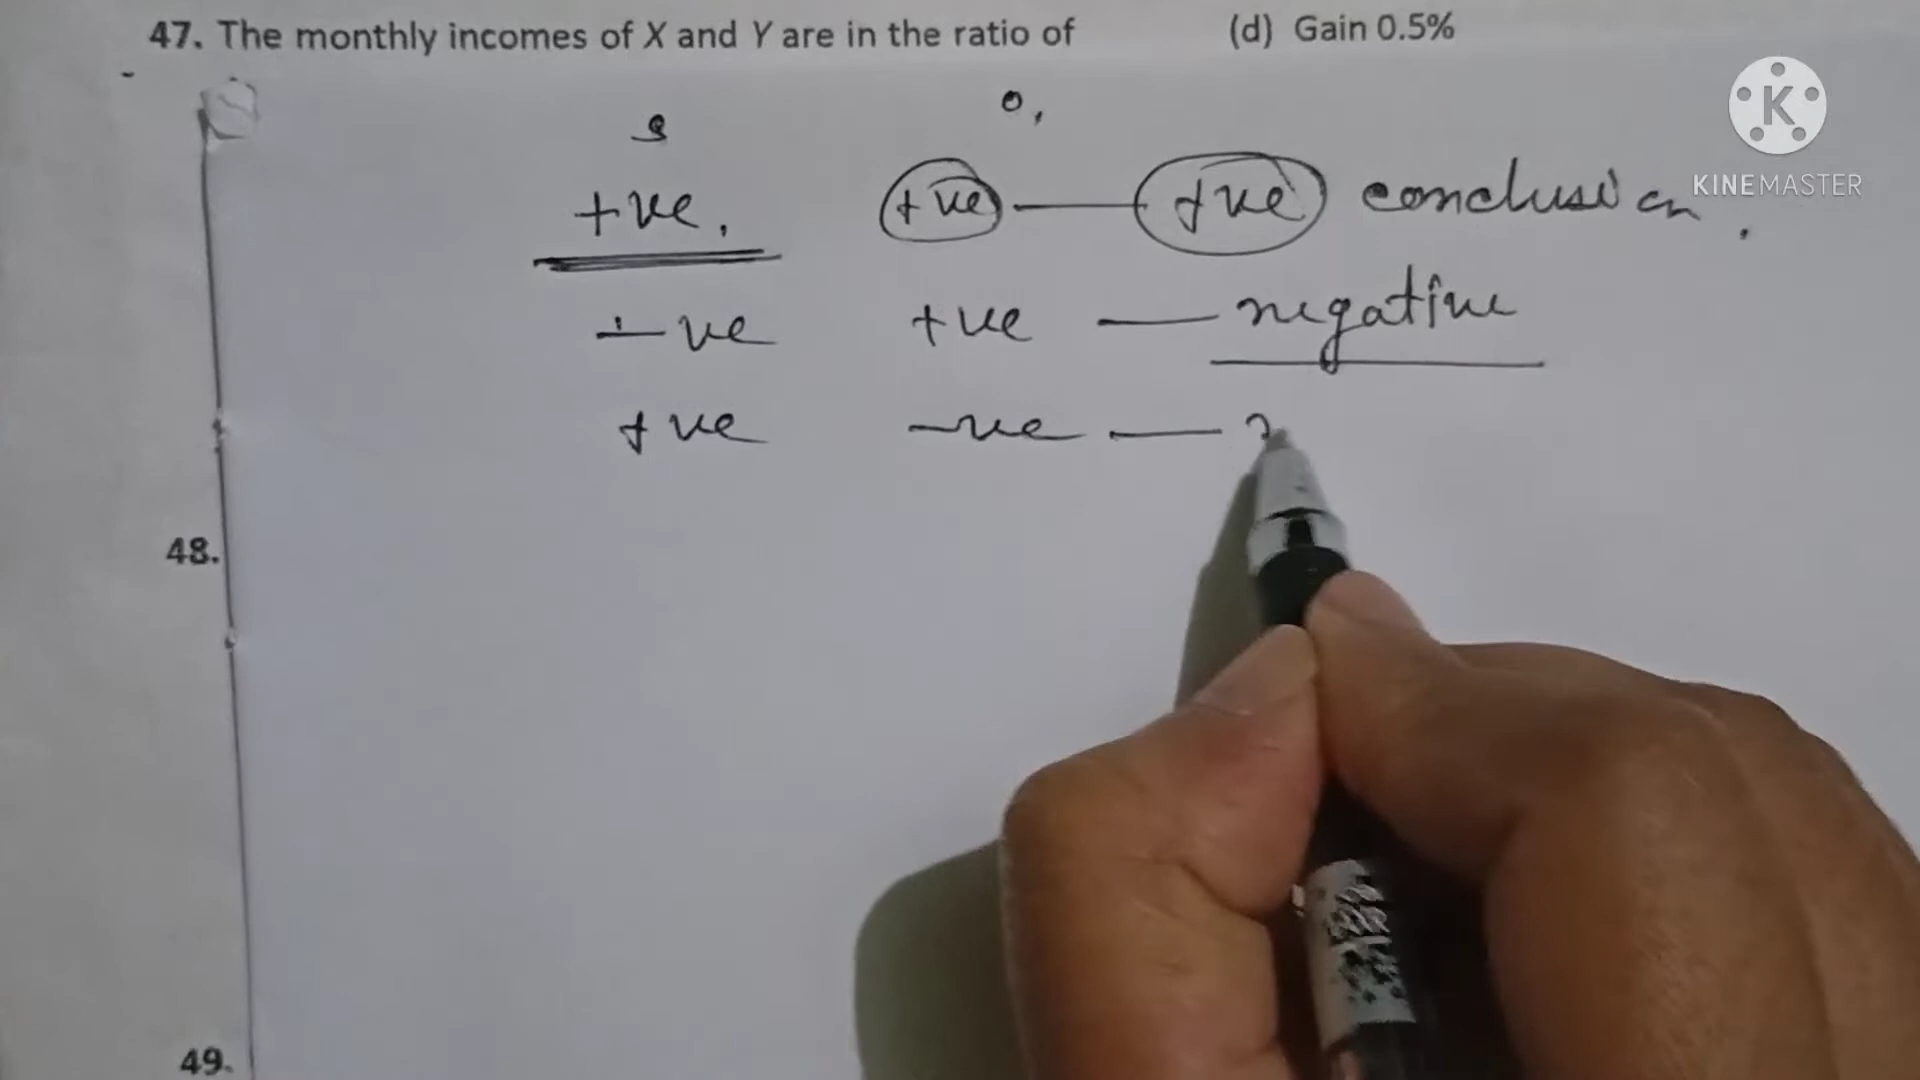 47. The monthly incomes of X and Y are in the ratio of (d) Gain 0.5%
K
KINEMASTER
+ve. +ve — +ve conclusion.
-ve +ve — negative
+ve -ve —
48.
49.